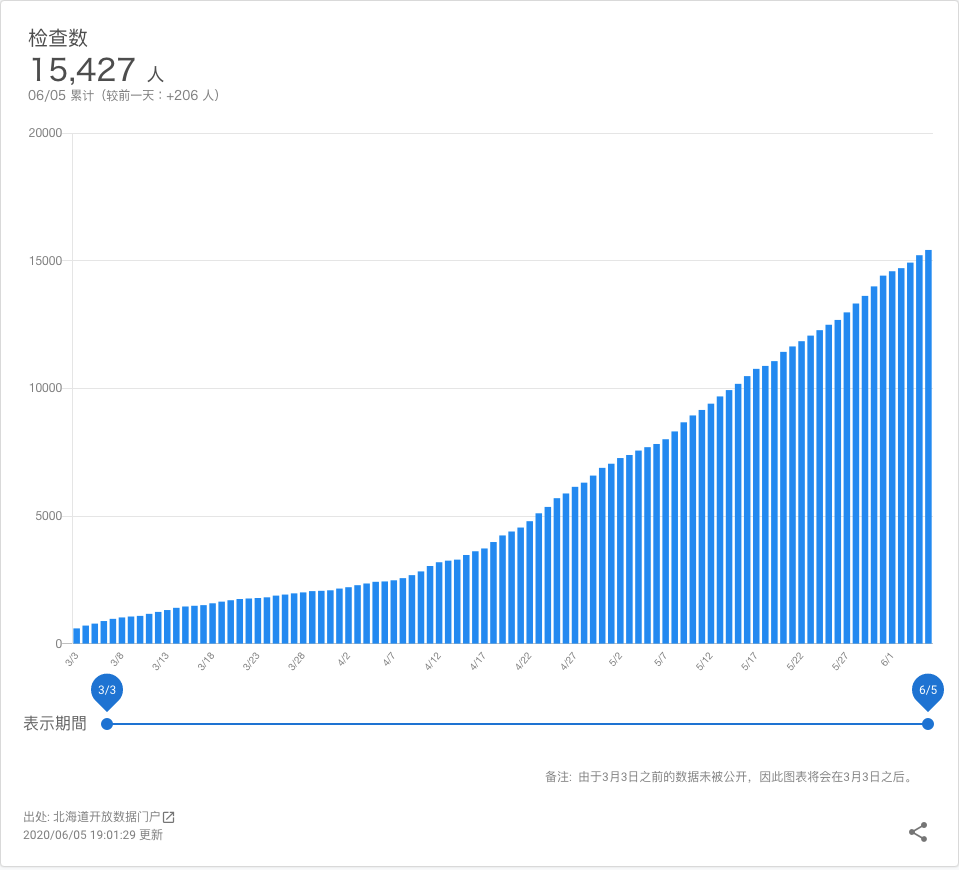 检查数
15,427 人
06/05 累计（较前一天：+206 人）
20000
15000
10000
5000
0
3/3 3/8 3/13 3/18 3/23 3/28 4/2 4/7 4/12 4/17 4/22 4/27 5/2 5/7 5/12 5/17 5/22 5/27 6/1
3/3 6/5
表示期間
备注: 由于3月3日之前的数据未被公开，因此图表将会在3月3日之后。
出处: 北海道开放数据门户
2020/06/05 19:01:29 更新